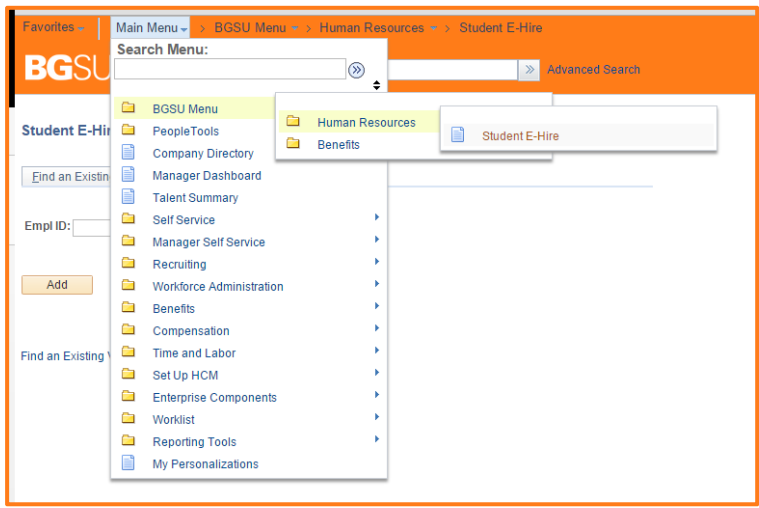 Favorites Main Menu > BGSU Menu > Human Resources > Student E-Hire
Search Menu:
BGSU
Advanced Search
BGSU Menu
Human Resources
Student E-Hire
Student E-Hir
PeopleTools
Benefits
Company Directory
Find an Existin
Manager Dashboard
Talent Summary
Empl ID:
Self Service
Manager Self Service
Recruiting
Add
Workforce Administration
Benefits
Compensation
Find an Existing
Time and Labor
Set Up HCM
Enterprise Components
Worklist
Reporting Tools
My Personalizations